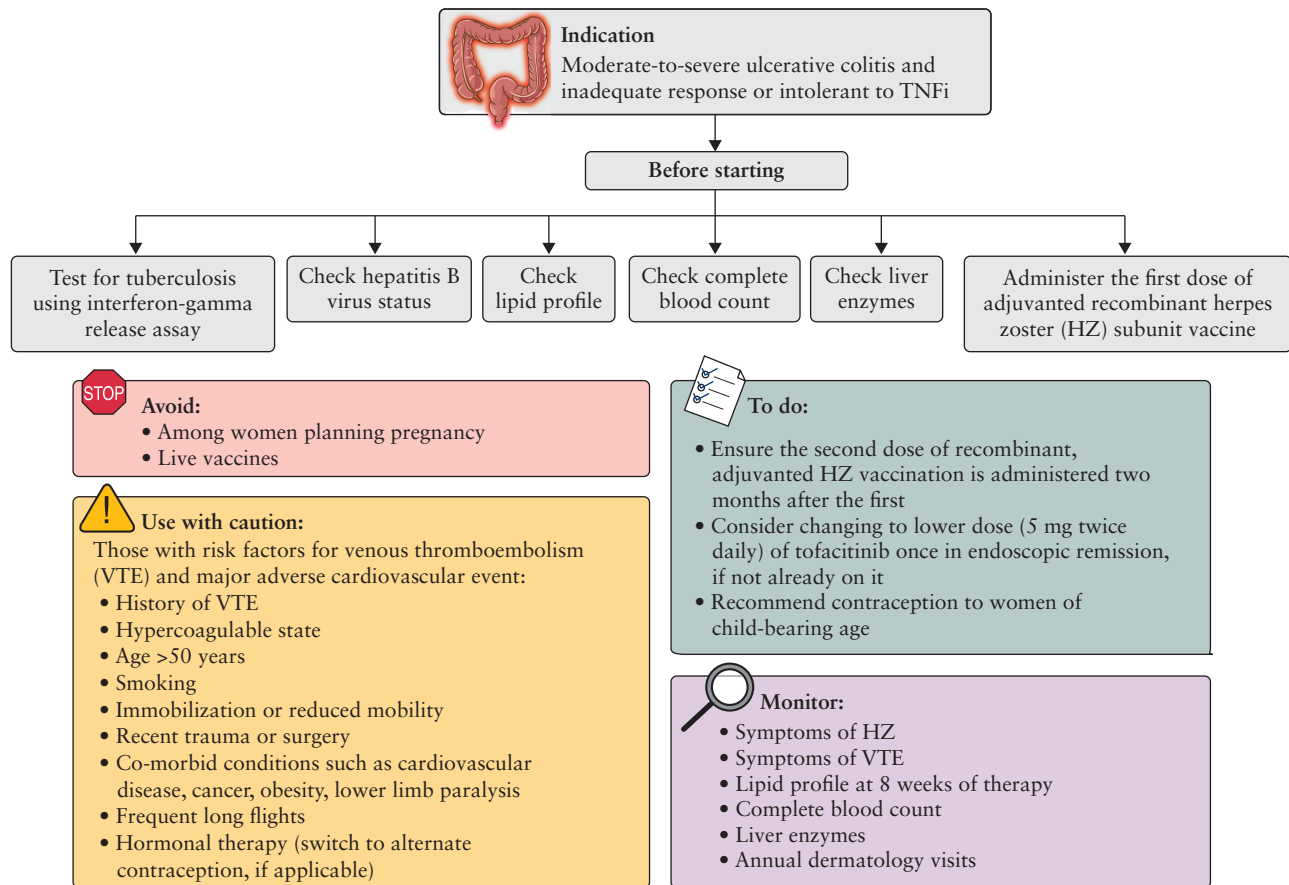 Indication
Moderate-to-severe ulcerative colitis and
inadequate response or intolerant to TNFi
Before starting
Test for tuberculosis
using interferon-gamma
release assay
Check hepatitis B
virus status
Check
lipid profile
Check complete
blood count
Check liver
enzymes
Administer the first dose of
adjuvanted recombinant herpes
zoster (HZ) subunit vaccine
STOP
Avoid:
• Among women planning pregnancy
• Live vaccines
!
Use with caution:
Those with risk factors for venous thromboembolism
(VTE) and major adverse cardiovascular event:
• History of VTE
• Hypercoagulable state
• Age >50 years
• Smoking
• Immobilization or reduced mobility
• Recent trauma or surgery
• Co-morbid conditions such as cardiovascular
disease, cancer, obesity, lower limb paralysis
• Frequent long flights
• Hormonal therapy (switch to alternate
contraception, if applicable)
To do:
• Ensure the second dose of recombinant,
adjuvanted HZ vaccination is administered two
months after the first
• Consider changing to lower dose (5 mg twice
daily) of tofacitinib once in endoscopic remission,
if not already on it
• Recommend contraception to women of
child-bearing age
Monitor:
• Symptoms of HZ
• Symptoms of VTE
• Lipid profile at 8 weeks of therapy
• Complete blood count
• Liver enzymes
• Annual dermatology visits